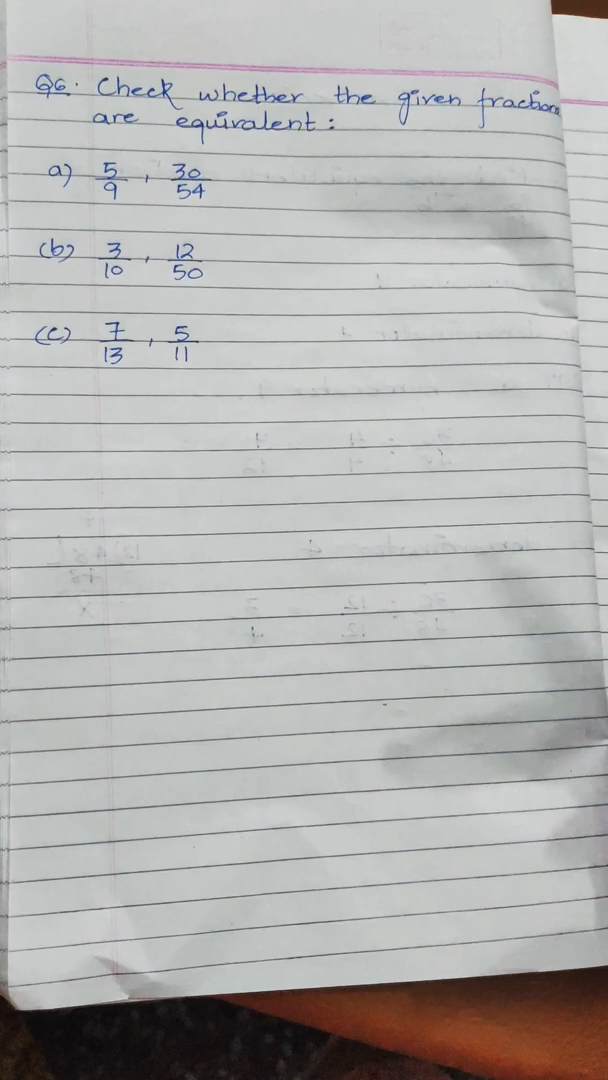 Q6. Check whether the given fractions
are equivalent:
a) 5/9 , 30/54
(b) 3/10 , 12/50
(c) 7/13 , 5/11